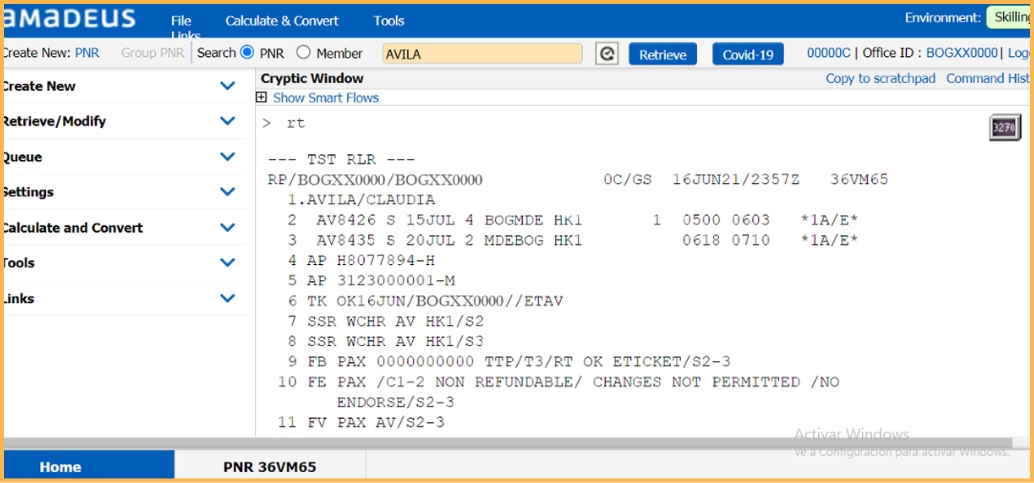 amadeus
File Calculate & Convert Tools Environment: Skilling
Links
Create New: PNR Group PNR Search PNR Member AVILA Retrieve Covid-19 00000C | Office ID : BOGXX0000 | Log
Create New
Retrieve/Modify
Queue
Settings
Calculate and Convert
Tools
Links
Cryptic Window Copy to scratchpad Command Hist
Show Smart Flows
> rt 3270
--- TST RLR ---
RP/BOGXX0000/BOGXX0000 0C/GS 16JUN21/2357Z 36VM65
1.AVILA/CLAUDIA
2 AV8426 S 15JUL 4 BOGMDE HK1 1 0500 0603 *1A/E*
3 AV8435 S 20JUL 2 MDEBOG HK1 0618 0710 *1A/E*
4 AP H8077894-H
5 AP 3123000001-M
6 TK OK16JUN/BOGXX0000//ETAV
7 SSR WCHR AV HK1/S2
8 SSR WCHR AV HK1/S3
9 FB PAX 0000000000 TTP/T3/RT OK ETICKET/S2-3
10 FE PAX /C1-2 NON REFUNDABLE/ CHANGES NOT PERMITTED /NO
ENDORSE/S2-3
11 FV PAX AV/S2-3
Activar Windows
Ve a Configuración para activar Windows.
Home PNR 36VM65